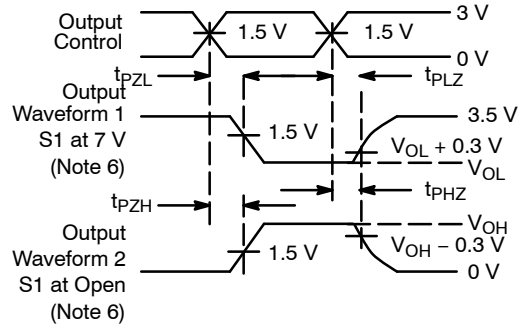 Output
Control
3 V
1.5 V
1.5 V
0 V
tPZL
tPLZ
Output
Waveform 1
S1 at 7 V
(Note 6)
3.5 V
1.5 V
VOL + 0.3 V
VOL
tPZH
tPHZ
Output
Waveform 2
S1 at Open
(Note 6)
VOH
1.5 V
VOH − 0.3 V
0 V